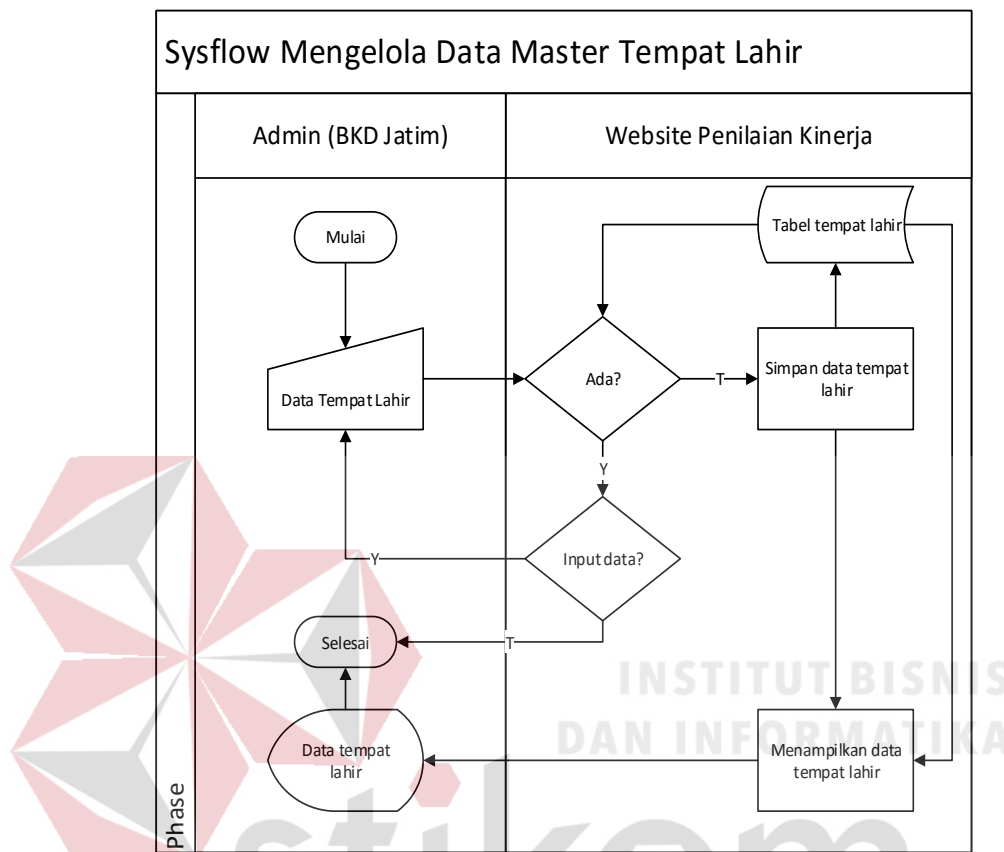 Sysflow Mengelola Data Master Tempat Lahir
Admin (BKD Jatim)
Website Penilaian Kinerja
Mulai
Tabel tempat lahir
Data Tempat Lahir
Ada?
T
Simpan data tempat
lahir
Y
Input data?
Y
Selesai
T
Data tempat
lahir
Menampilkan data
tempat lahir
Phase
INSTITUT BISNIS
DAN INFORMATIKA
stikom